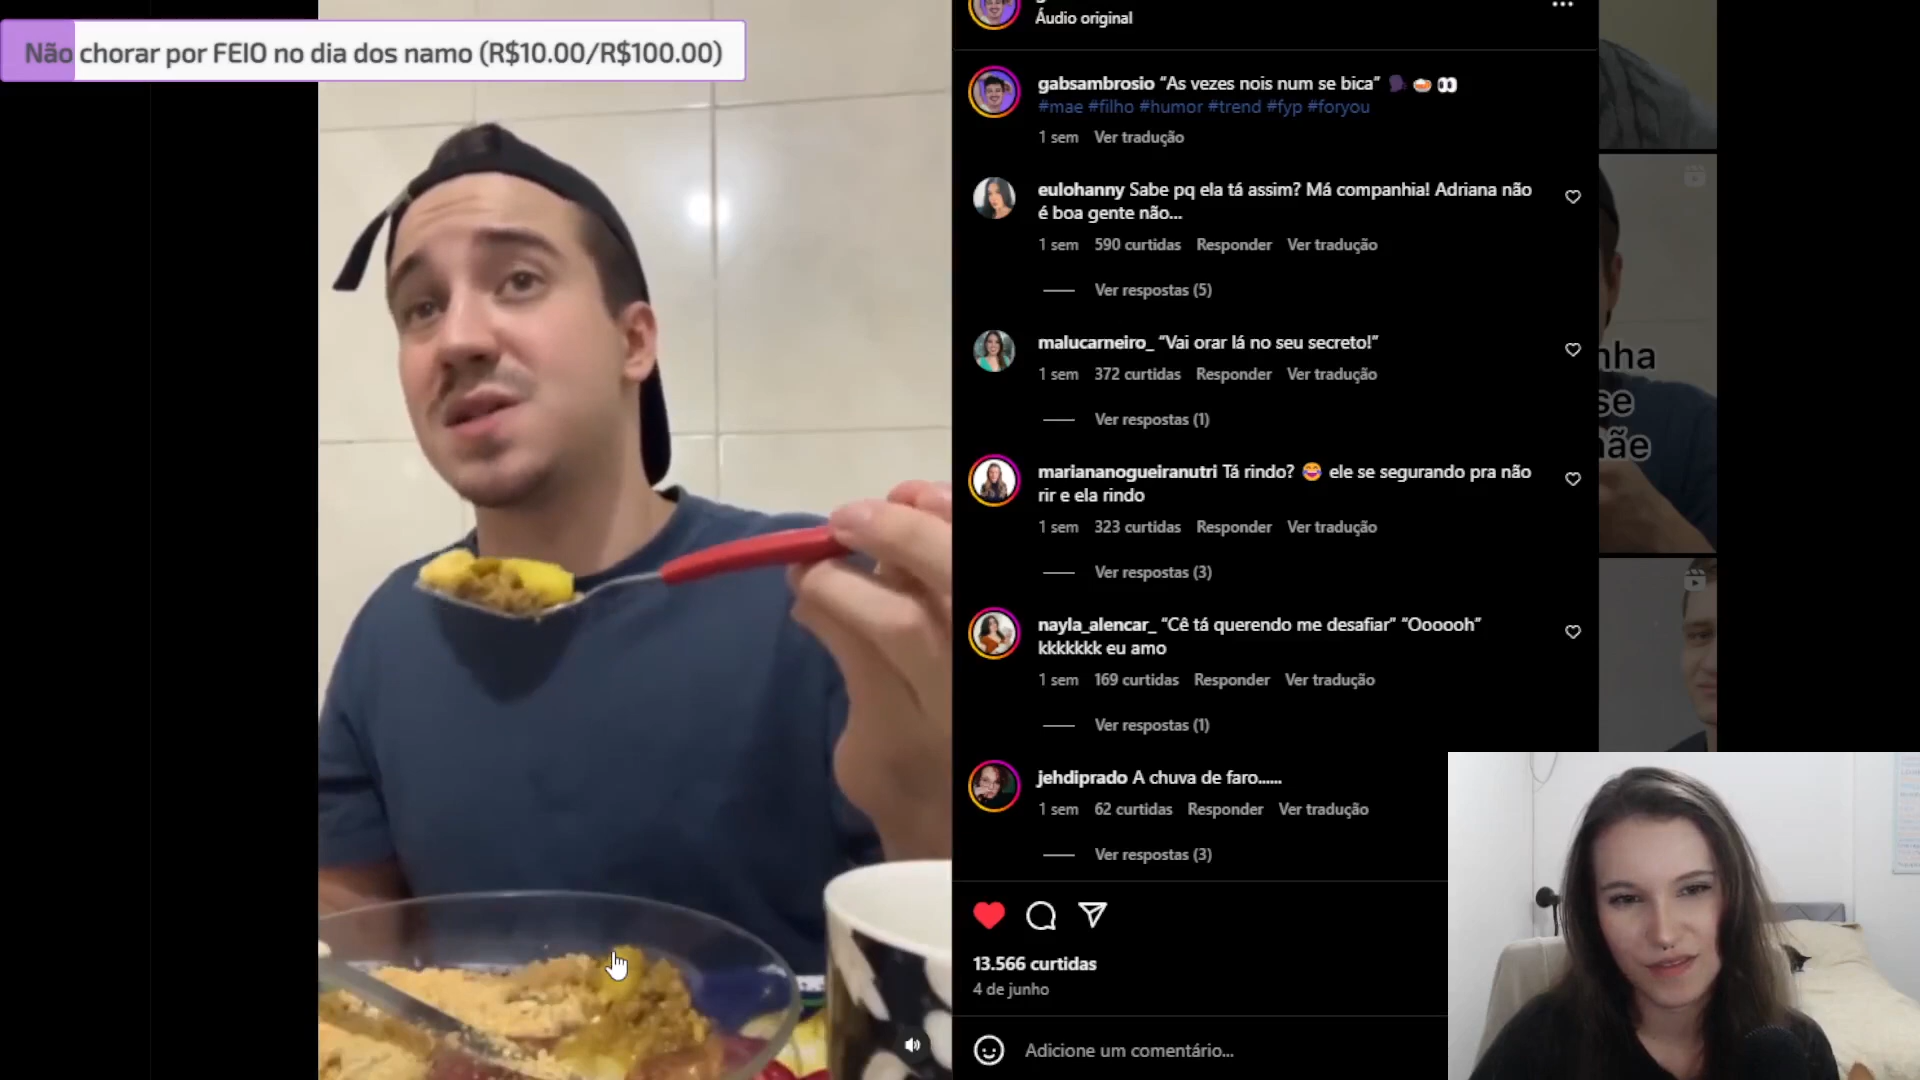 Não chorar por FEIO no dia dos namo (R$10.00/R$100.00)
Áudio original
gabsambrosio “As vezes nois num se bica”
#mae #filho #humor #trend #fyp #foryou
1 sem Ver tradução
eulohanny Sabe pq ela tá assim? Má companhia! Adriana não
é boa gente não...
1 sem 590 curtidas Responder Ver tradução
Ver respostas (5)
malucarneiro_ “Vai orar lá no seu secreto!”
1 sem 372 curtidas Responder Ver tradução
Ver respostas (1)
mariananogueiranutri Tá rindo? 😂 ele se segurando pra não
rir e ela rindo
1 sem 323 curtidas Responder Ver tradução
Ver respostas (3)
nayla_alencar_ “Cê tá querendo me desafiar” “Oooooh”
kkkkkkk eu amo
1 sem 169 curtidas Responder Ver tradução
Ver respostas (1)
jehdiprado A chuva de faro......
1 sem 62 curtidas Responder Ver tradução
Ver respostas (3)
13.566 curtidas
4 de junho
Adicione um comentário...
nha
se
ãe